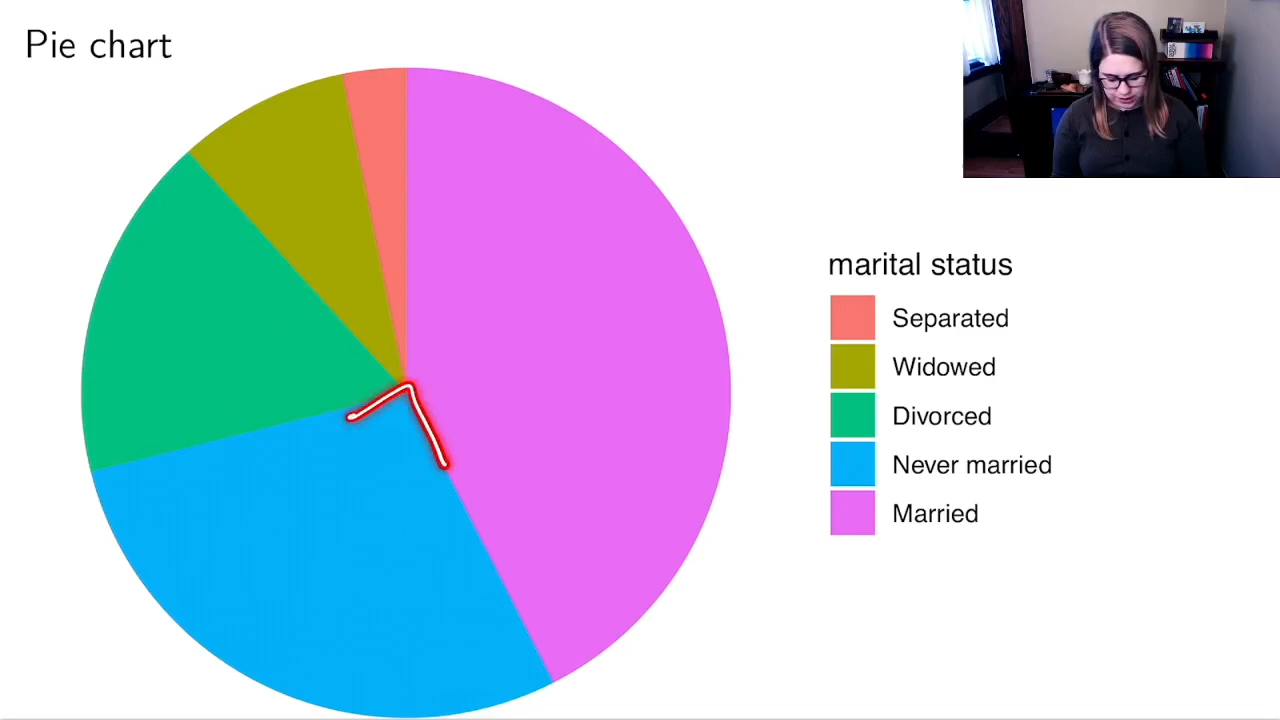 Pie chart
marital status
Separated
Widowed
Divorced
Never married
Married